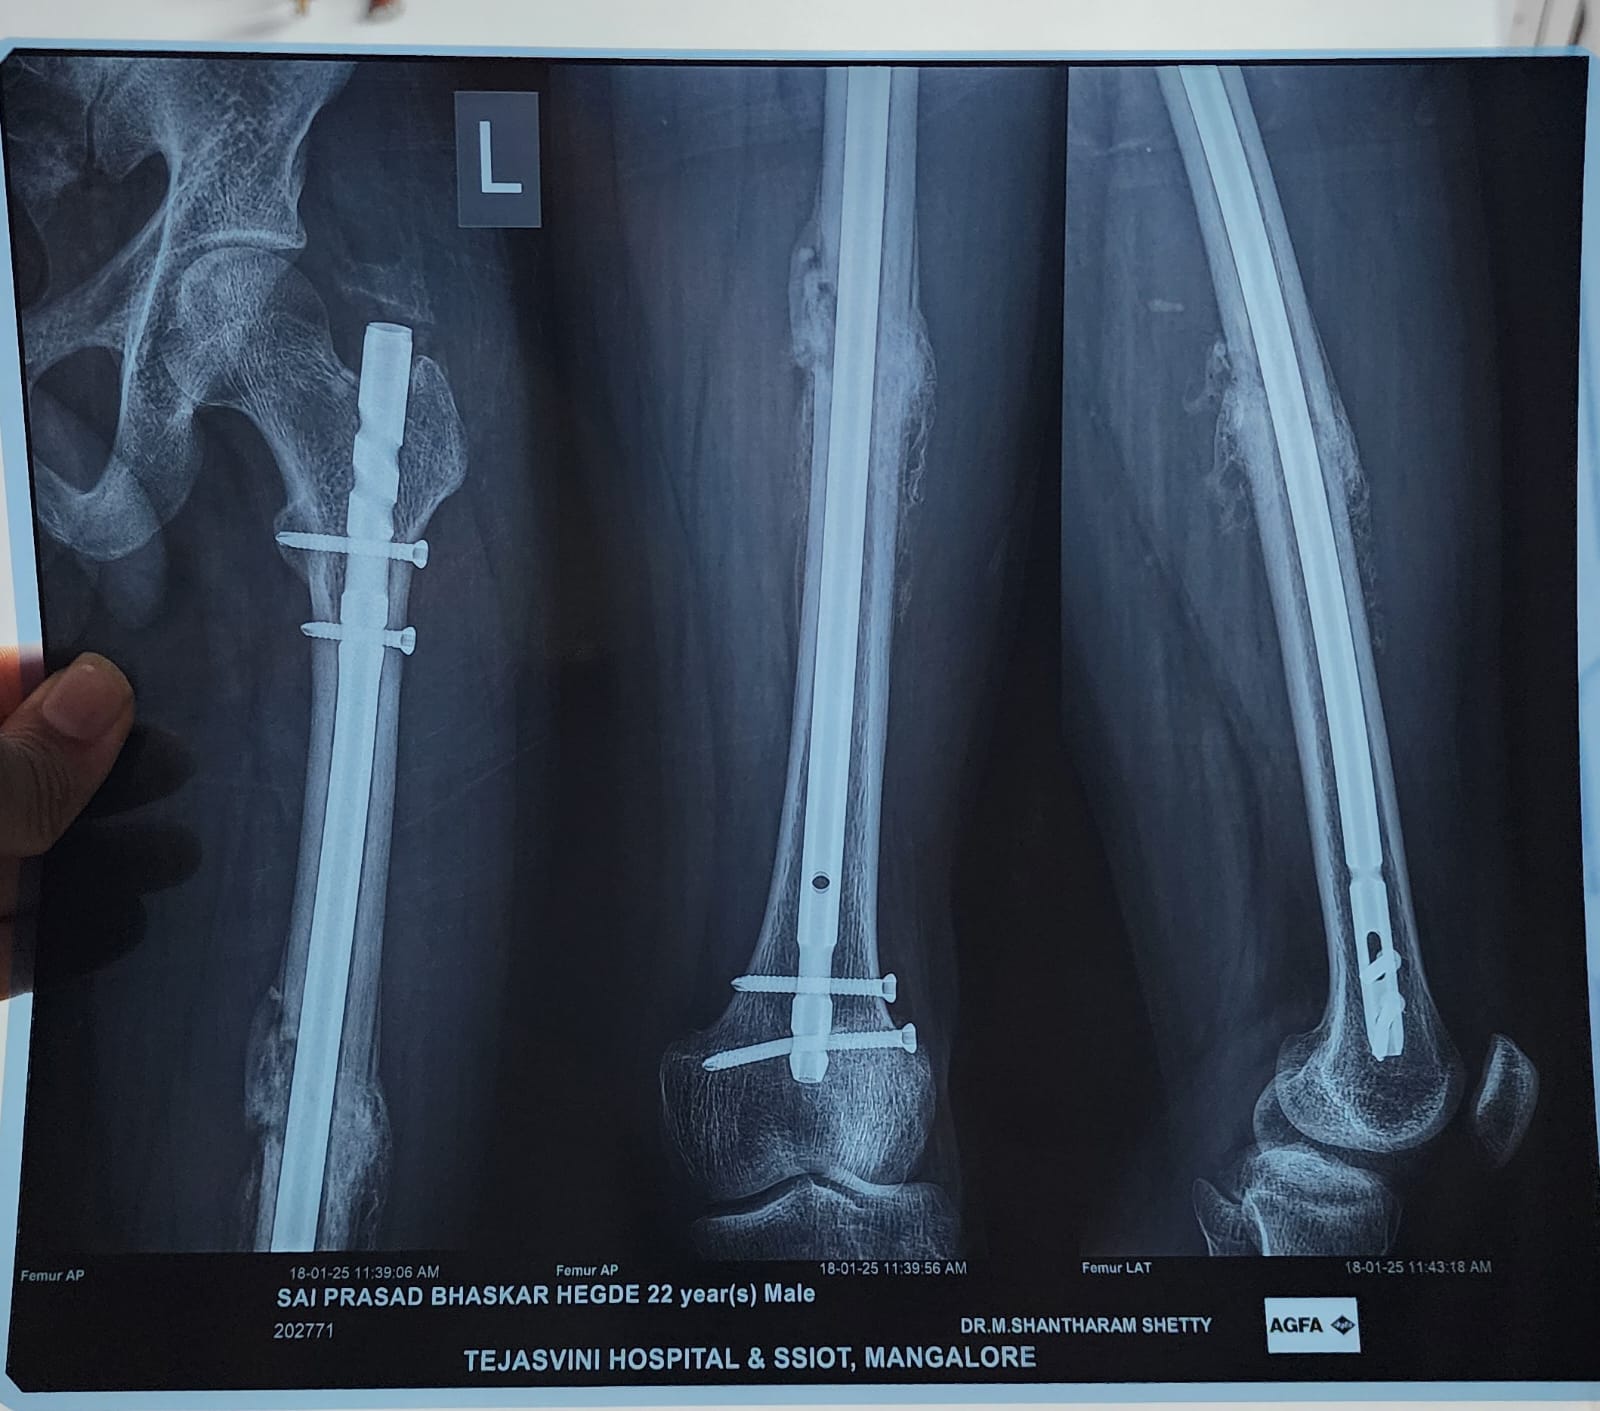 L
Femur AP 18-01-25 11:39:06 AM Femur AP 18-01-25 11:39:56 AM Femur LAT 18-01-25 11:43:18 AM
SAI PRASAD BHASKAR HEGDE 22 year(s) Male
202771 DR.M.SHANTHARAM SHETTY AGFA
TEJASVINI HOSPITAL & SSIOT, MANGALORE